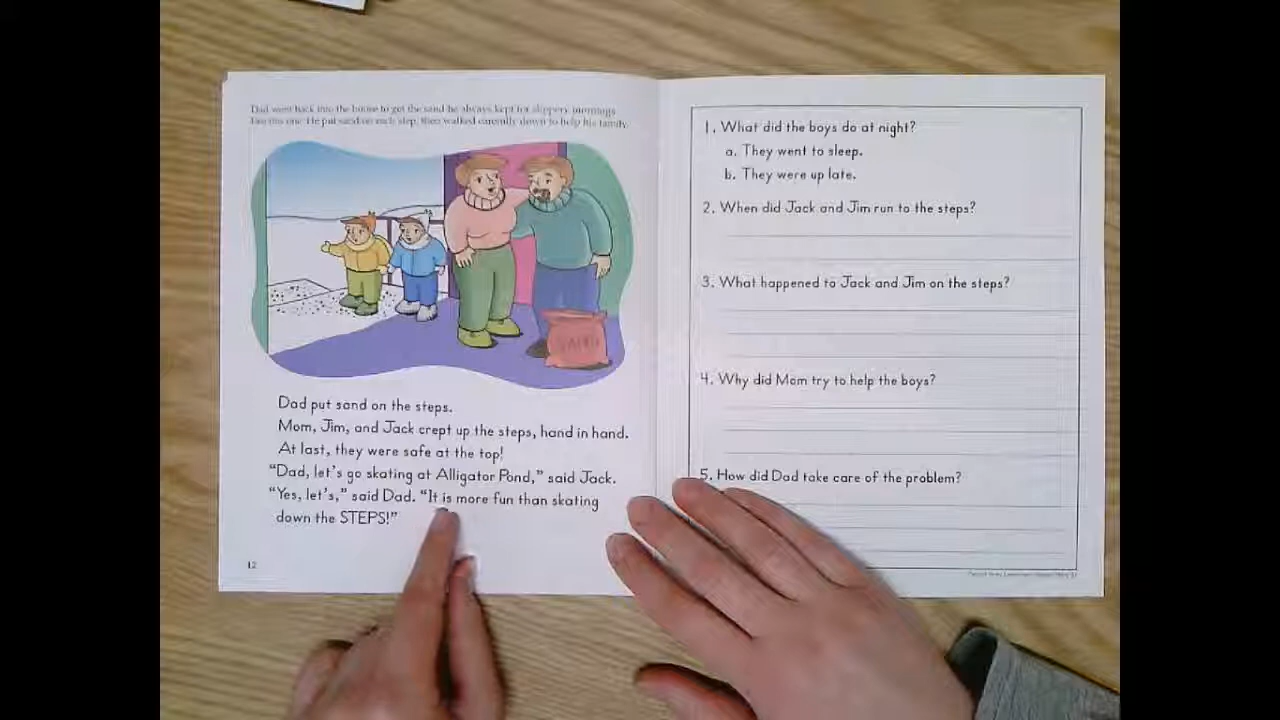 Dad went back into the house to get the sand he always kept for slippery mornings
like this one. He put sand on each step, then walked carefully down to help his family.
SAND
Dad put sand on the steps.
Mom, Jim, and Jack crept up the steps, hand in hand.
At last, they were safe at the top!
“Dad, let’s go skating at Alligator Pond,” said Jack.
“Yes, let’s,” said Dad. “It is more fun than skating
down the STEPS!”
12
1. What did the boys do at night?
a. They went to sleep.
b. They were up late.
2. When did Jack and Jim run to the steps?
3. What happened to Jack and Jim on the steps?
4. Why did Mom try to help the boys?
5. How did Dad take care of the problem?